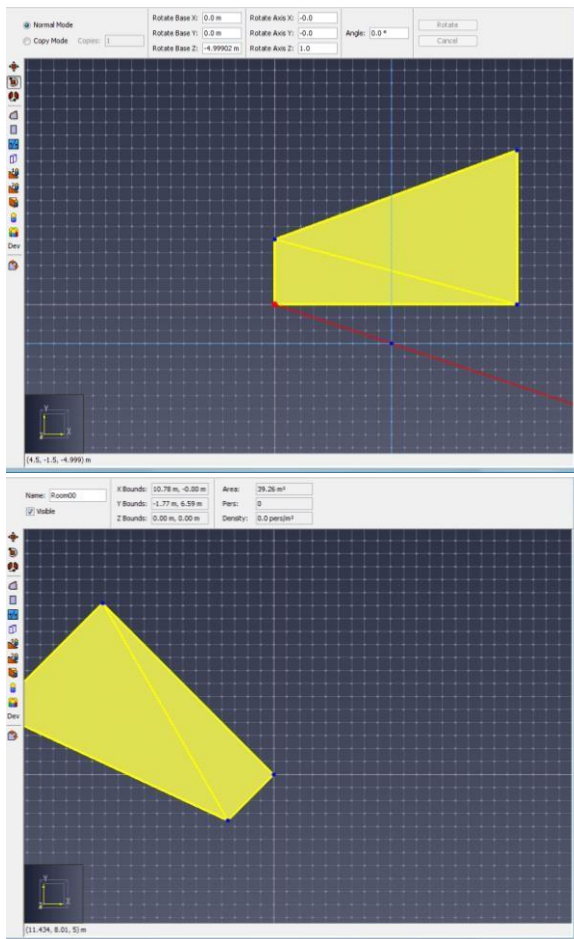 Normal Mode
Copy Mode Copies: 1
Rotate Base X: 0.0 m
Rotate Base Y: 0.0 m
Rotate Base Z: -4.99902 m
Rotate Axis X: -0.0
Rotate Axis Y: -0.0
Rotate Axis Z: 1.0
Angle: 0.0 °
Rotate
Cancel
Dev
Y
X
(4.5, -1.5, -4.999) m
Name: Room00
Visible
X Bounds: 10.78 m, -0.00 m
Y Bounds: -1.77 m, 6.59 m
Z Bounds: 0.00 m, 0.00 m
Area: 39.26 m²
Pers: 0
Density: 0.0 pers/m²
Dev
Y
X
(11.434, 8.01, 5) m